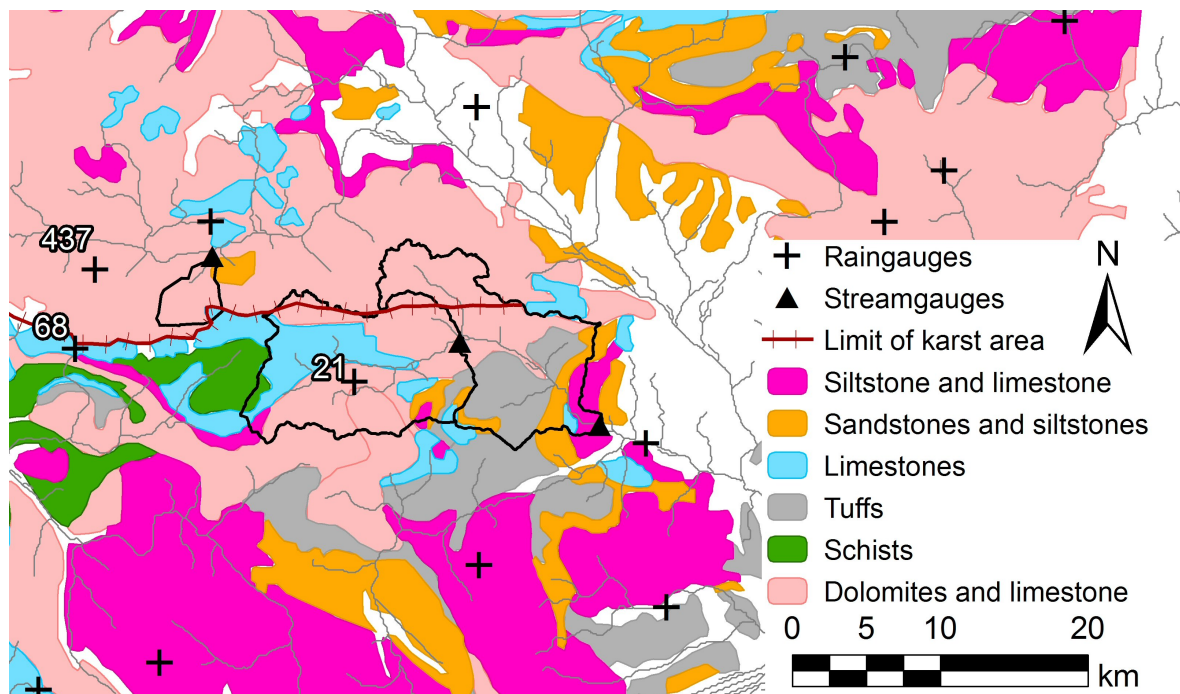 437
68
21
N
Raingauges
Streamgauges
Limit of karst area
Siltstone and limestone
Sandstones and siltstones
Limestones
Tuffs
Schists
Dolomites and limestone
0 5 10 20
km